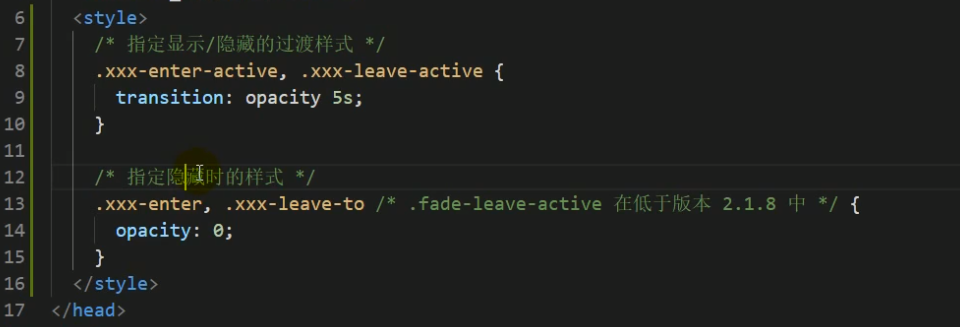 6 <style>
7 /* 指定显示/隐藏的过渡样式 */
8 .xxx-enter-active, .xxx-leave-active {
9 transition: opacity 5s;
10 }
11
12 /* 指定隐藏时的样式 */
13 .xxx-enter, .xxx-leave-to /* .fade-leave-active 在低于版本 2.1.8 中 */ {
14 opacity: 0;
15 }
16 </style>
17 </head>